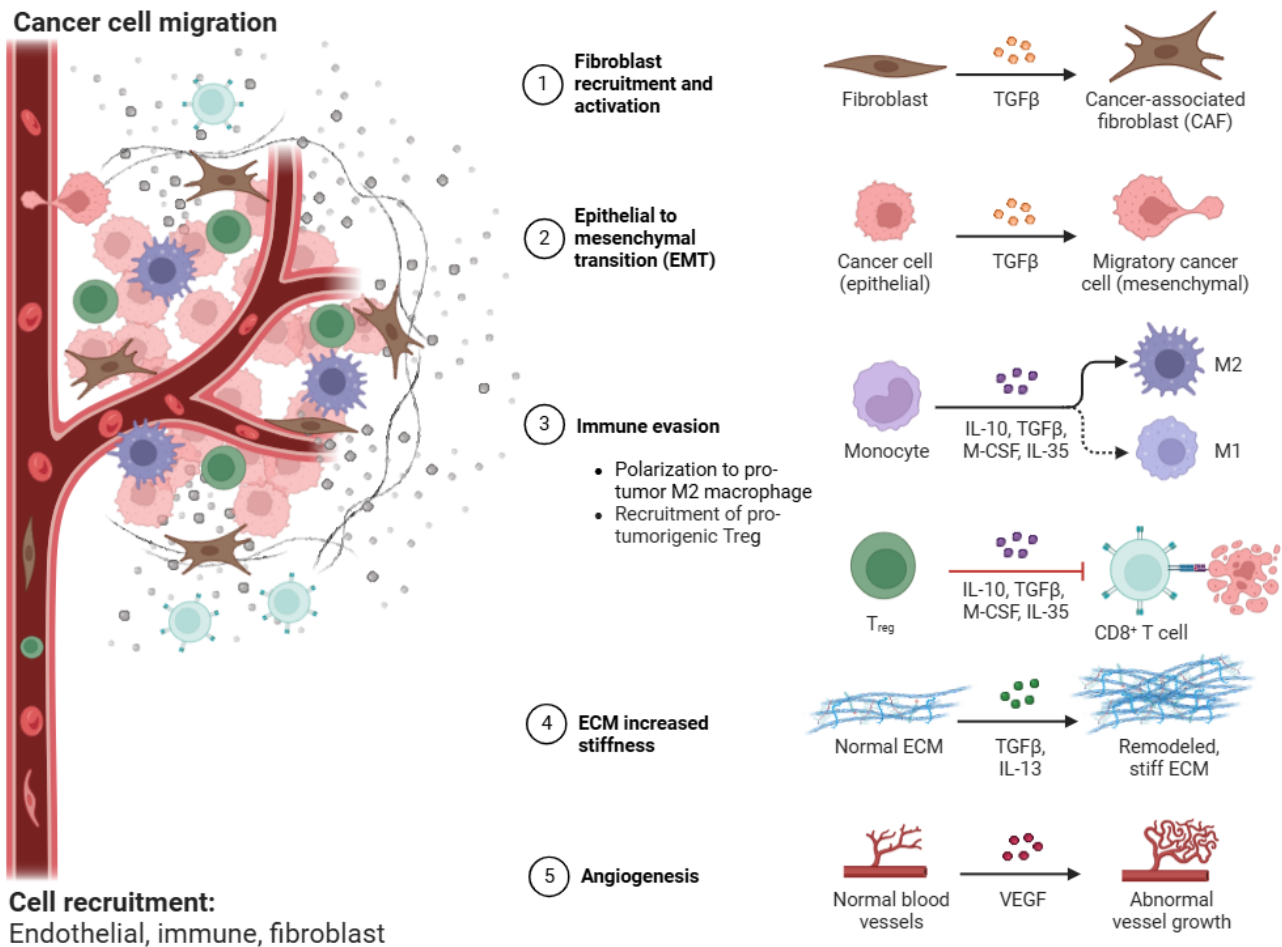 Cancer cell migration
1
Fibroblast
recruitment and
activation
Fibroblast
TGFβ
Cancer-associated
fibroblast (CAF)
2
Epithelial to
mesenchymal
transition (EMT)
Cancer cell
(epithelial)
TGFβ
Migratory cancer
cell (mesenchymal)
3
Immune evasion
• Polarization to pro-
tumor M2 macrophage
• Recruitment of pro-
tumorigenic Treg
Monocyte
IL-10, TGFβ,
M-CSF, IL-35
M2
M1
Treg
IL-10, TGFβ,
M-CSF, IL-35
CD8⁺ T cell
4
ECM increased
stiffness
Normal ECM
TGFβ,
IL-13
Remodeled,
stiff ECM
5
Angiogenesis
Normal blood
vessels
VEGF
Abnormal
vessel growth
Cell recruitment:
Endothelial, immune, fibroblast